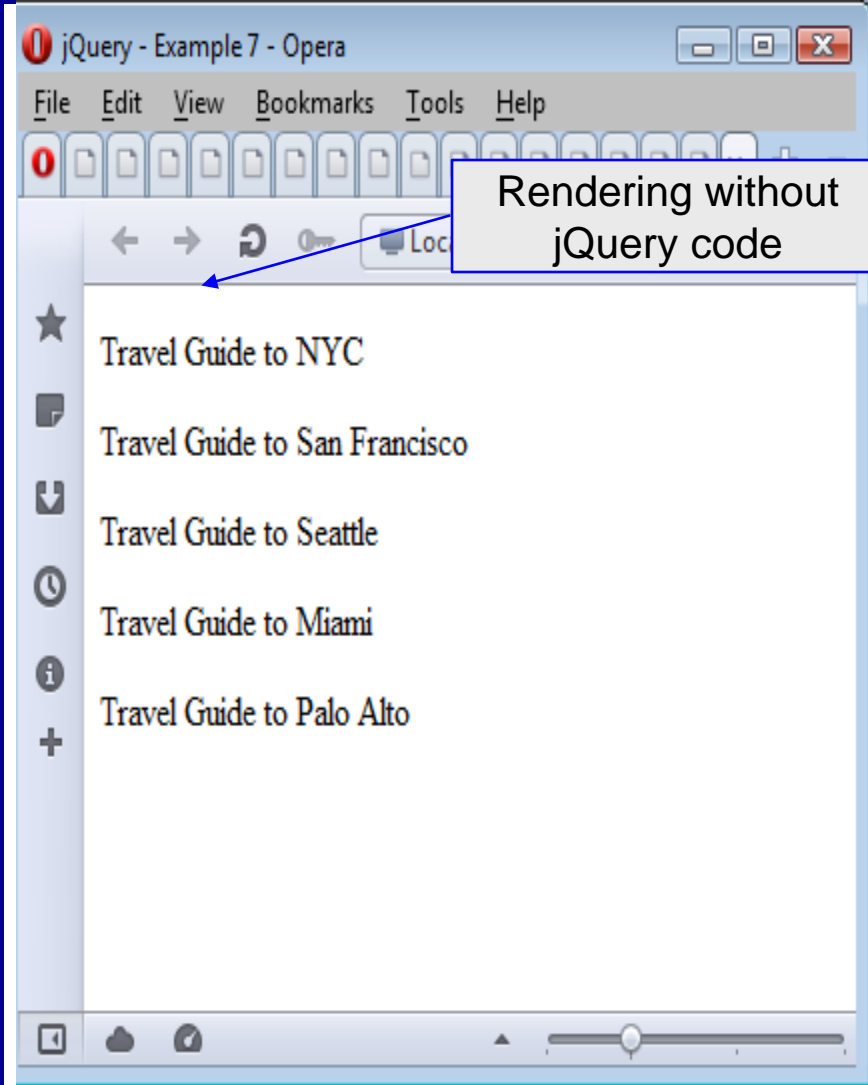 jQuery - Example 7 - Opera
File Edit View Bookmarks Tools Help
Rendering without
jQuery code
Travel Guide to NYC
Travel Guide to San Francisco
Travel Guide to Seattle
Travel Guide to Miami
Travel Guide to Palo Alto